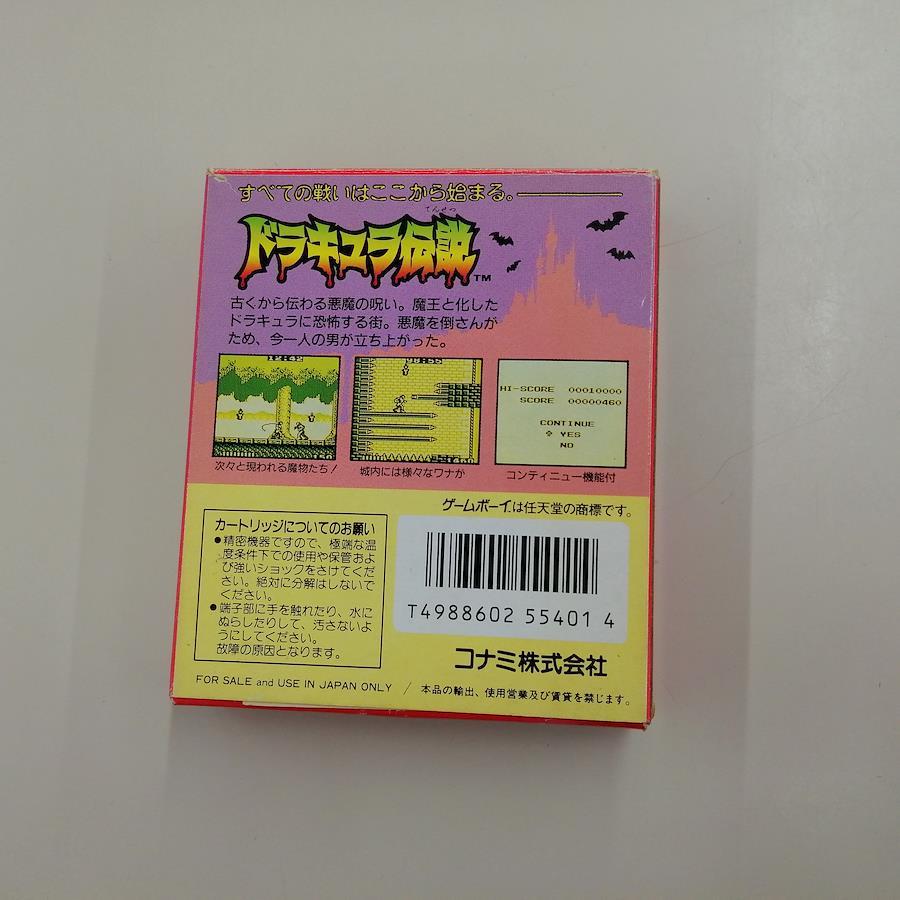 すべての戦いはここから始まる。
でんせつ
ドラキュラ伝説™
古くから伝わる悪魔の呪い。魔王と化した
ドラキュラに恐怖する街。悪魔を倒さんが
ため、今一人の男が立ち上がった。
12:42
98:55
HI-SCORE 00010000
SCORE 00000460
CONTINUE
YES
NO
次々と現われる魔物たち!
城内には様々なワナが
コンティニュー機能付
ゲームボーイは任天堂の商標です。
カートリッジについてのお願い
●精密機器ですので、極端な温
度条件下での使用や保管およ
び強いショックをさけてくだ
さい。絶対に分解はしないで
ください。
●端子部に手を触れたり、水に
ぬらしたりして、汚さないよ
うにしてください。
故障の原因となります。
T4988602 55401 4
コナミ株式会社
FOR SALE and USE IN JAPAN ONLY / 本品の輸出、使用営業及び賃貸を禁じます。